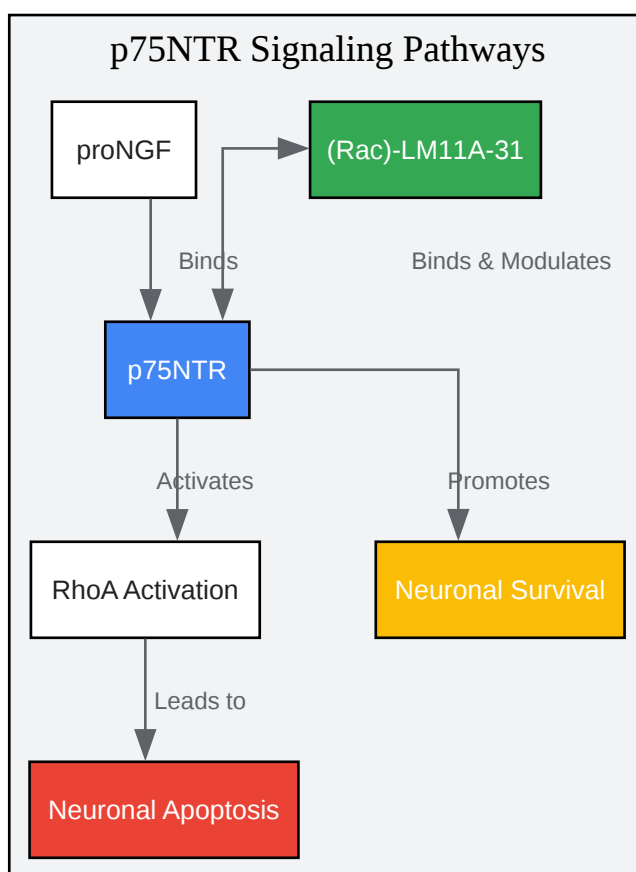 p75NTR Signaling Pathways
proNGF
(Rac)-LM11A-31
Binds
Binds & Modulates
p75NTR
Activates
Promotes
RhoA Activation
Neuronal Survival
Leads to
Neuronal Apoptosis